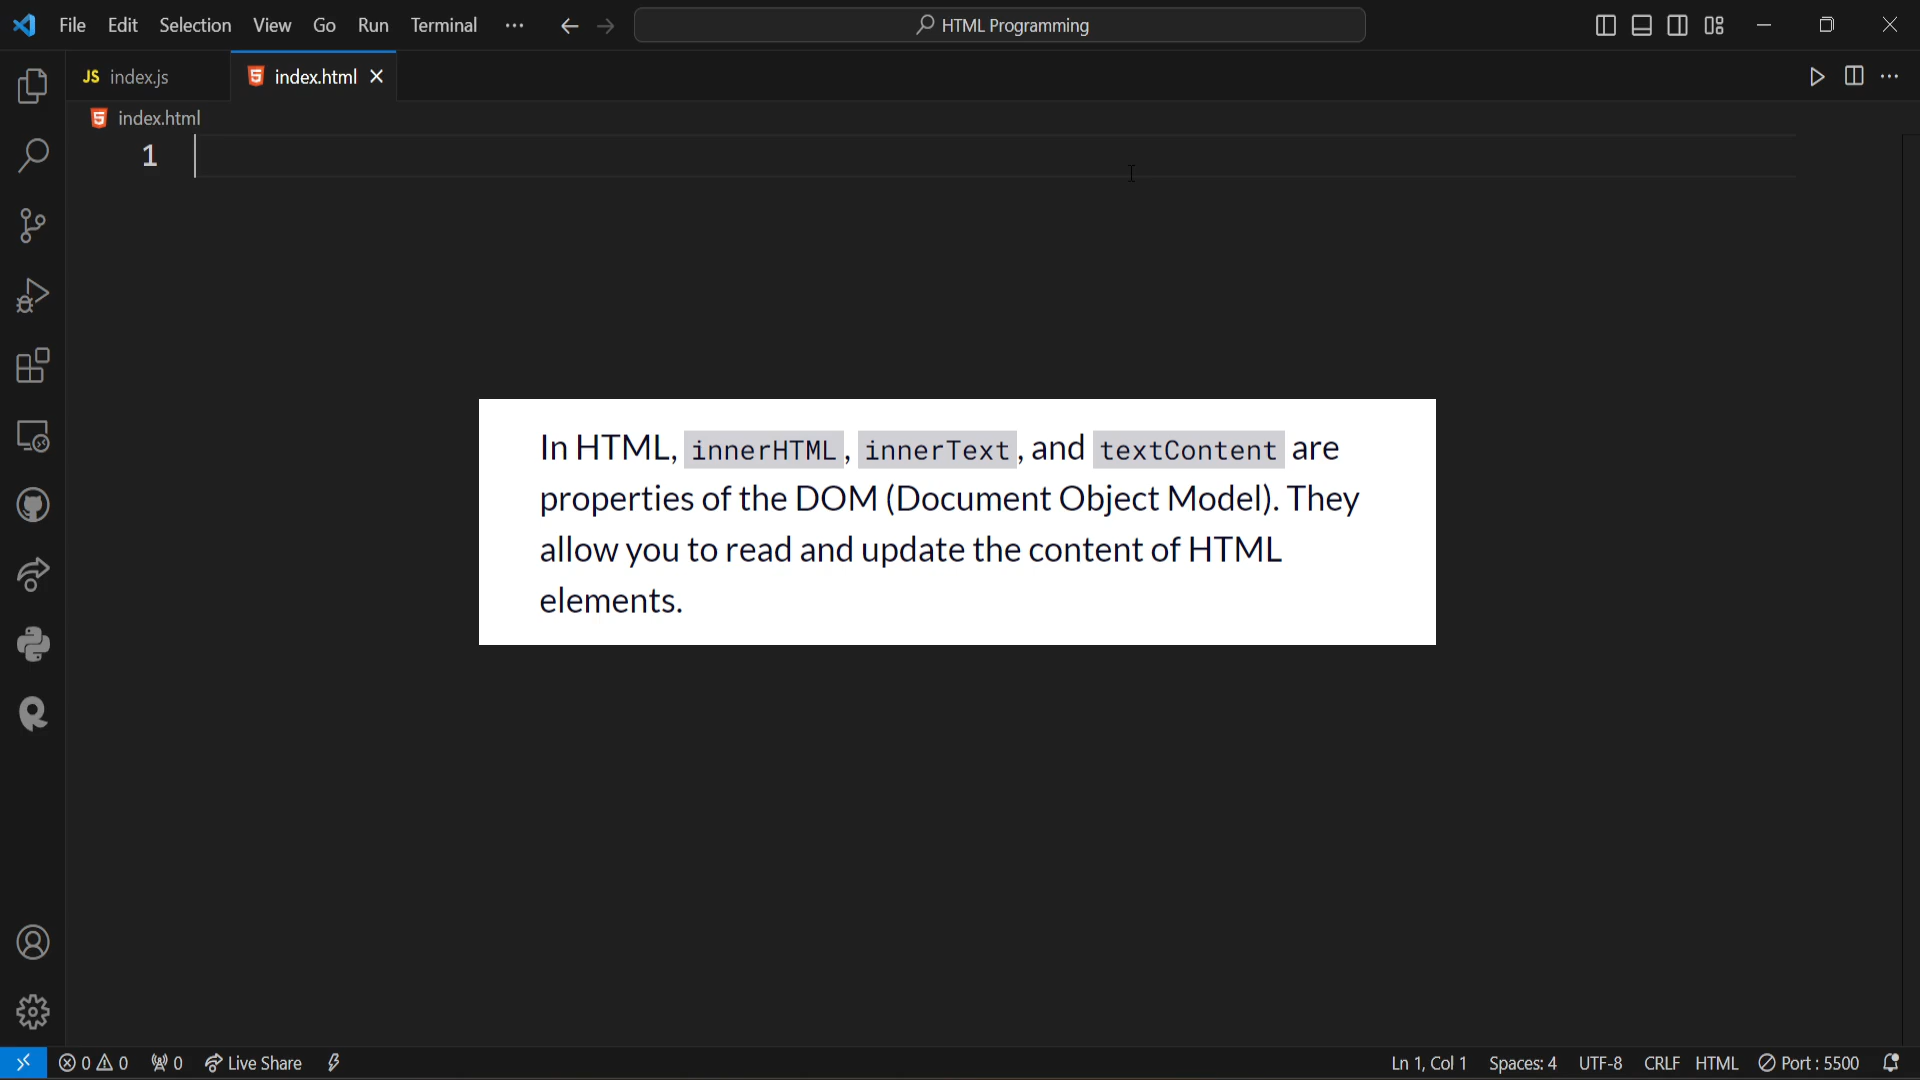 File Edit Selection View Go Run Terminal ... HTML Programming
JS index.js index.html
index.html
1
In HTML, innerHTML, innerText, and textContent are
properties of the DOM (Document Object Model). They
allow you to read and update the content of HTML
elements.
0 0 0 Live Share Ln 1, Col 1 Spaces: 4 UTF-8 CRLF HTML Port : 5500